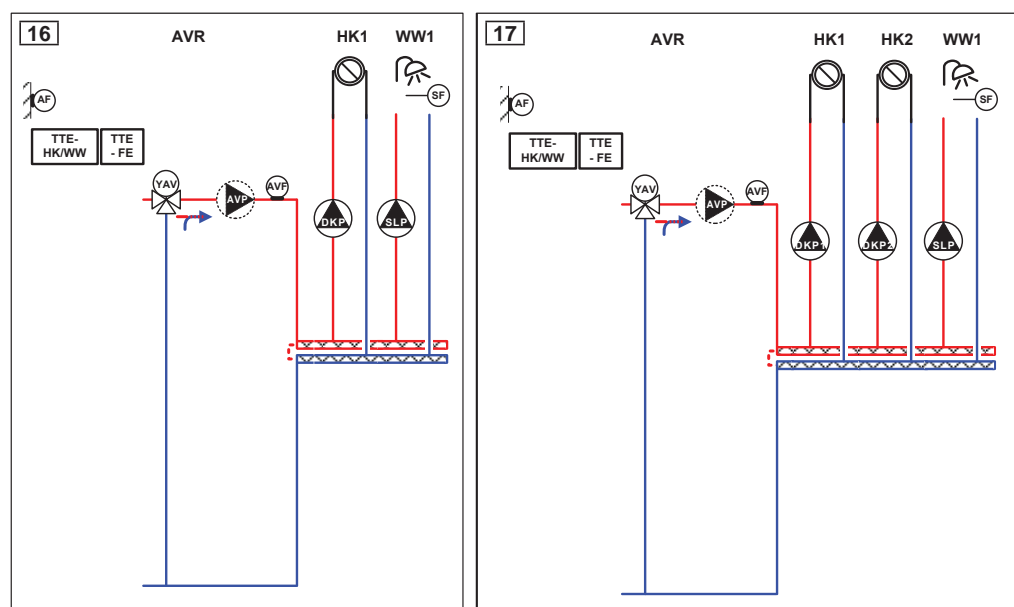 16
AVR
HK1
WW1
AF
SF
TTE-
HK/WW
TTE
- FE
YAV
AVP
AVF
DKP
SLP
17
AVR
HK1
HK2
WW1
AF
SF
TTE-
HK/WW
TTE
- FE
YAV
AVP
AVF
DKP1
DKP2
SLP